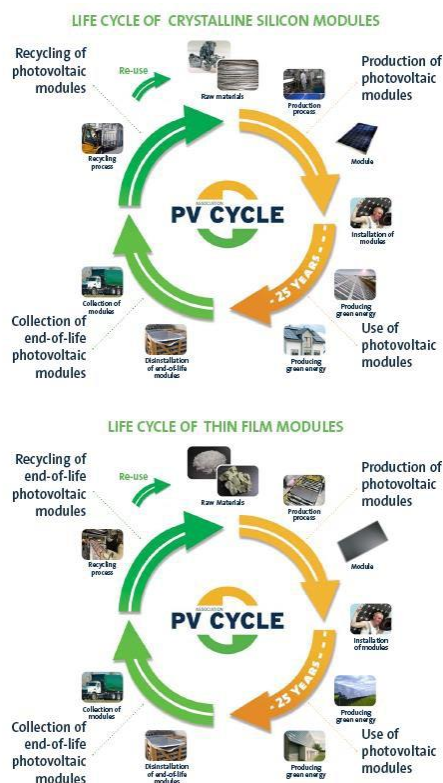 LIFE CYCLE OF CRYSTALLINE SILICON MODULES
Recycling of
photovoltaic
modules
Re-use
Raw materials
Production
process
Production of
photovoltaic
modules
Module
Recycling
process
ASSOCIATION
PV CYCLE
Installation of
modules
- 25 YEARS - - -
Collection of
modules
Producing
green energy
Collection of
end-of-life
photovoltaic
modules
Disinstallation
of end-of-life
modules
Producing
green energy
Use of
photovoltaic
modules
LIFE CYCLE OF THIN FILM MODULES
Recycling of
end-of-life
photovoltaic
modules
Re-use
Raw Materials
Production
process
Production of
photovoltaic
modules
Module
Recycling
process
ASSOCIATION
PV CYCLE
Installation
of modules
- 25 YEARS - - -
Collection of
modules
Producing
green energy
Collection of
end-of-life
photovoltaic
modules
Disinstallation
of end-of-life
modules
Producing
green energy
Use of
photovoltaic
modules